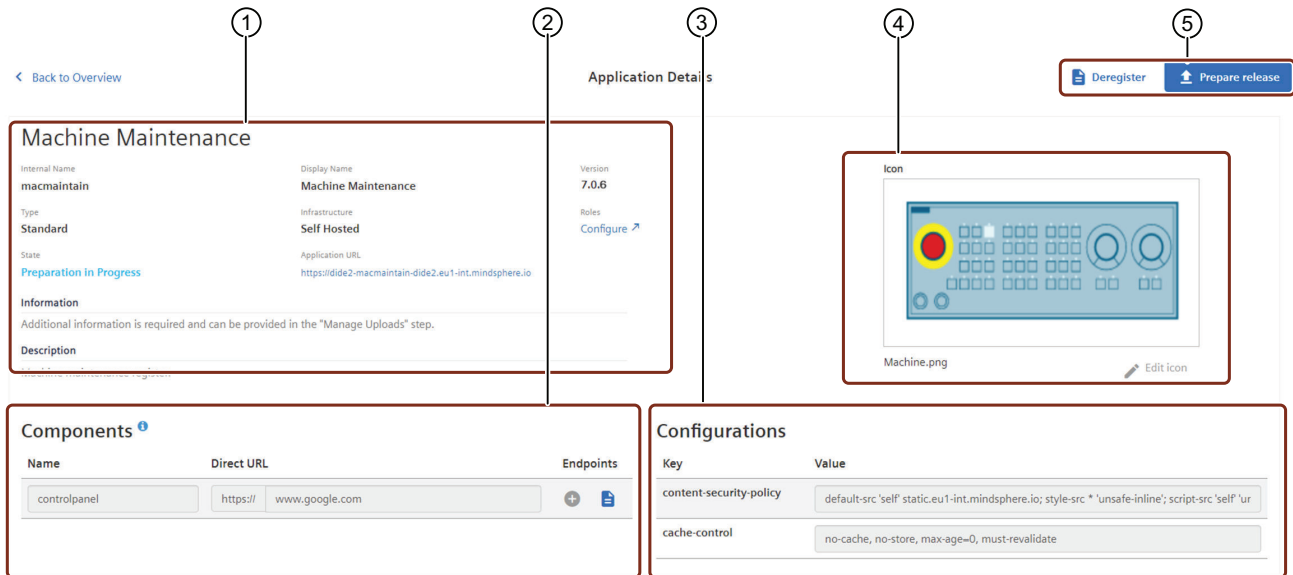 1 2 3 4 5
Back to Overview
Application Details
Deregister
Prepare release
Machine Maintenance
Internal Name Display Name Version
macmaintain Machine Maintenance 7.0.6
Type Infrastructure Roles
Standard Self Hosted Configure
State Application URL
Preparation in Progress https://dide2-macmaintain-dide2.eu1-int.mindsphere.io
Information
Additional information is required and can be provided in the "Manage Uploads" step.
Description
Icon
Machine.png
Edit icon
Components
Name Direct URL Endpoints
controlpanel https:// www.google.com
Configurations
Key Value
content-security-policy default-src 'self' static.eu1-int.mindsphere.io; style-src * 'unsafe-inline'; script-src 'self' 'ur
cache-control no-cache, no-store, max-age=0, must-revalidate